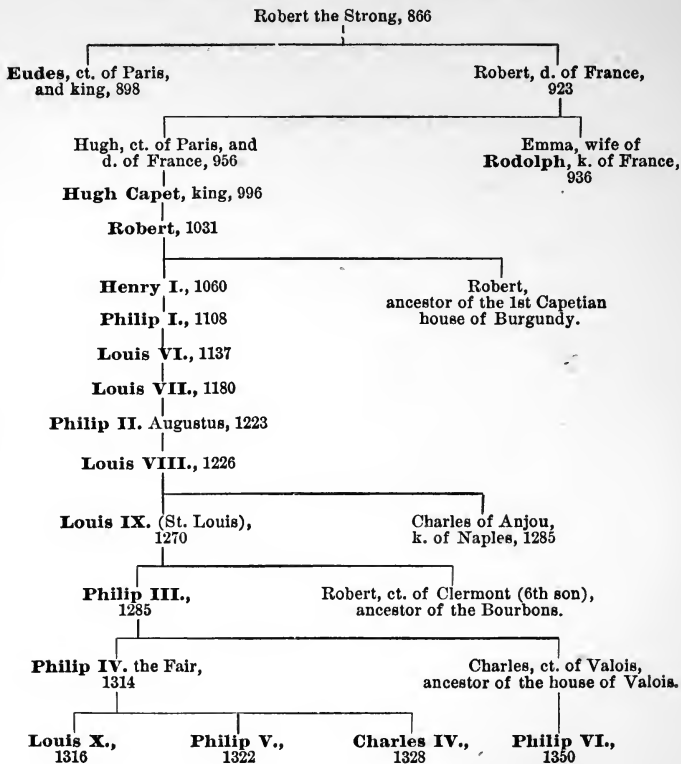 Robert the Strong, 866
Eudes, ct. of Paris,
and king, 898
Robert, d. of France,
923
Hugh, ct. of Paris, and
d. of France, 956
Emma, wife of
Rodolph, k. of France,
936
Hugh Capet, king, 996
Robert, 1031
Henry I., 1060
Robert,
ancestor of the 1st Capetian
house of Burgundy.
Philip I., 1108
Louis VI., 1137
Louis VII., 1180
Philip II. Augustus, 1223
Louis VIII., 1226
Louis IX. (St. Louis),
1270
Charles of Anjou,
k. of Naples, 1285
Philip III.,
1285
Robert, ct. of Clermont (6th son),
ancestor of the Bourbons.
Philip IV. the Fair,
1314
Charles, ct. of Valois,
ancestor of the house of Valois.
Louis X.,
1316
Philip V.,
1322
Charles IV.,
1328
Philip VI.,
1350